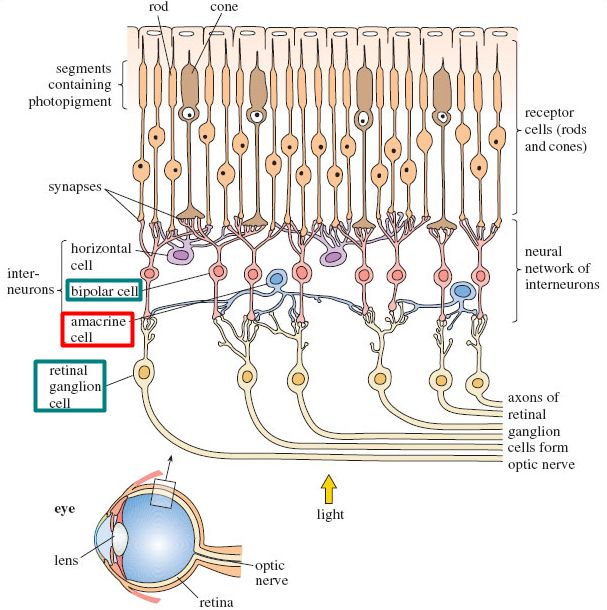 rod
cone
segments
containing
photopigment
receptor
cells (rods
and cones)
synapses
horizontal
cell
inter-
neurons
bipolar cell
neural
network of
interneurons
amacrine
cell
retinal
ganglion
cell
axons of
retinal
ganglion
cells form
optic nerve
light
eye
lens
optic
nerve
retina